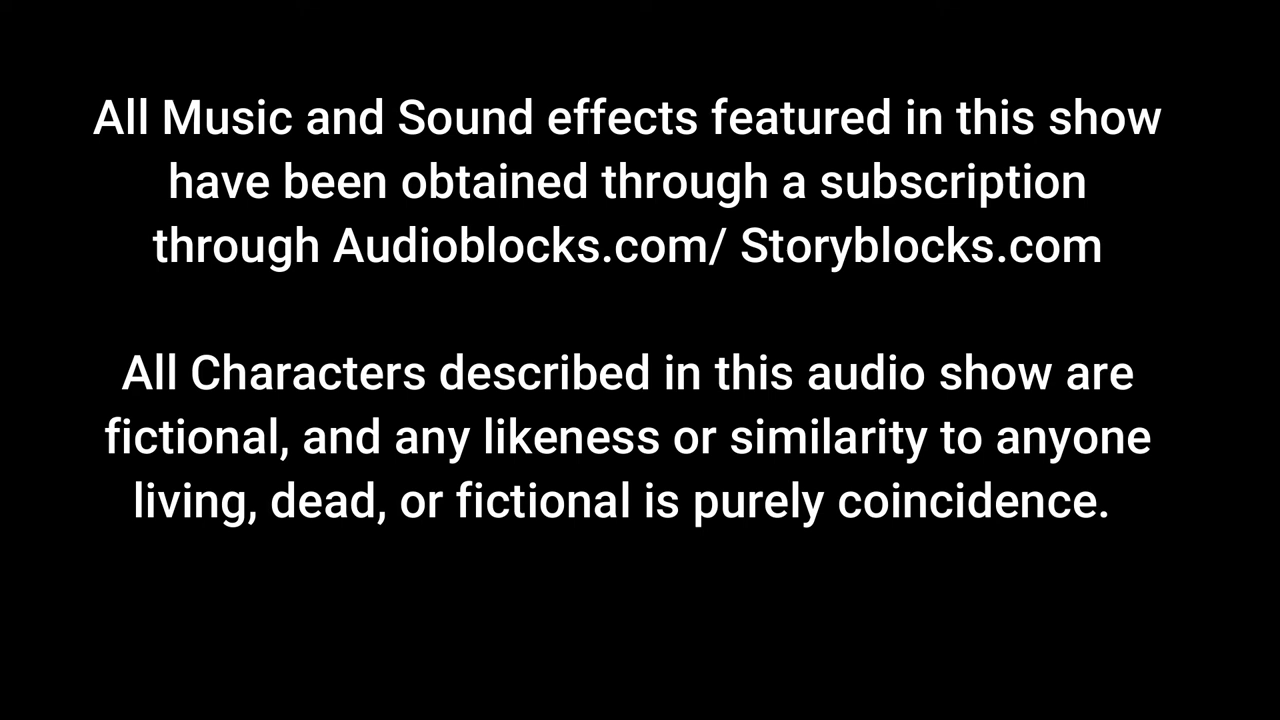 All Music and Sound effects featured in this show
have been obtained through a subscription
through Audioblocks.com/ Storyblocks.com
All Characters described in this audio show are
fictional, and any likeness or similarity to anyone
living, dead, or fictional is purely coincidence.